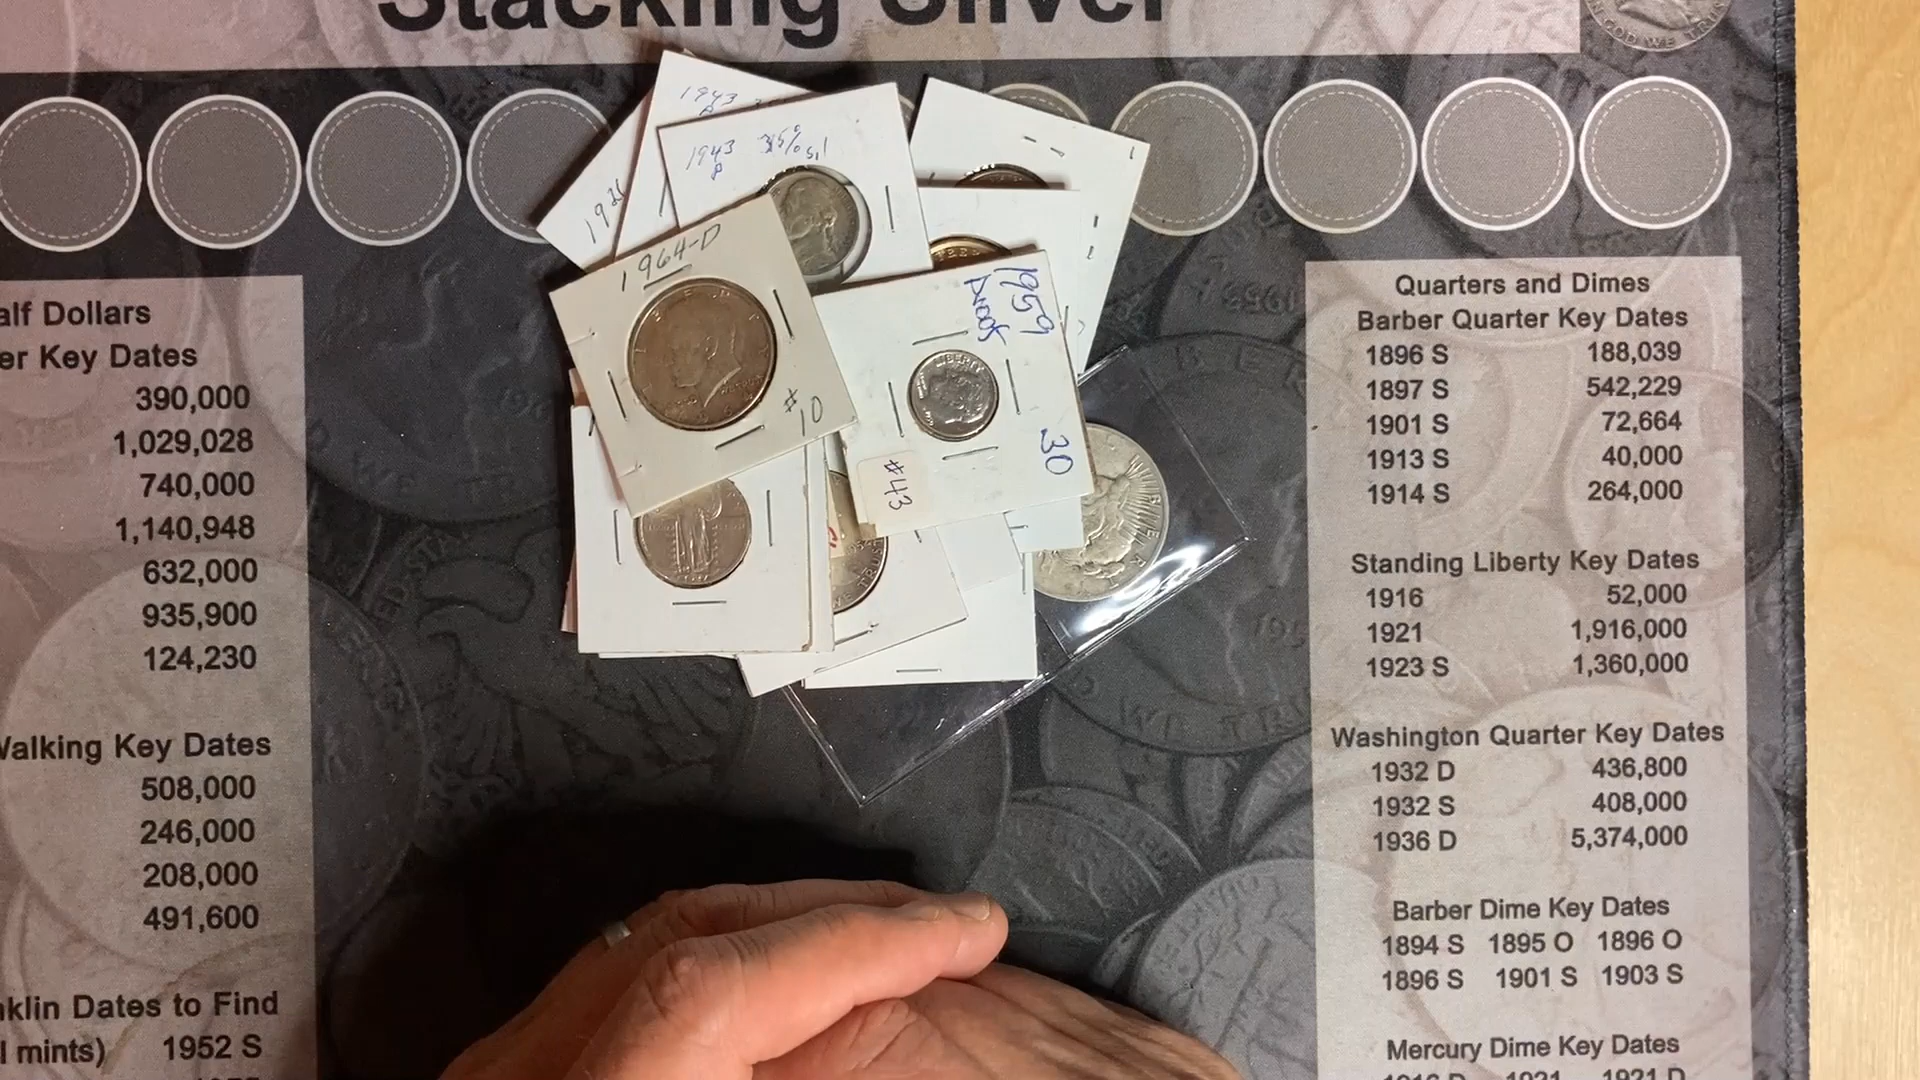 Stacking Silver
IN GOD WE TRUST
1943
P
1943 35% sil
P
1964-D
#10
1959
proof
30
#43
LIBERTY
alf Dollars
er Key Dates
390,000
1,029,028
740,000
1,140,948
632,000
935,900
124,230
Walking Key Dates
508,000
246,000
208,000
491,600
nklin Dates to Find
l mints) 1952 S
Quarters and Dimes
Barber Quarter Key Dates
1896 S 188,039
1897 S 542,229
1901 S 72,664
1913 S 40,000
1914 S 264,000
Standing Liberty Key Dates
1916 52,000
1921 1,916,000
1923 S 1,360,000
Washington Quarter Key Dates
1932 D 436,800
1932 S 408,000
1936 D 5,374,000
Barber Dime Key Dates
1894 S 1895 O 1896 O
1896 S 1901 S 1903 S
Mercury Dime Key Dates
1916 D 1921 1921 D